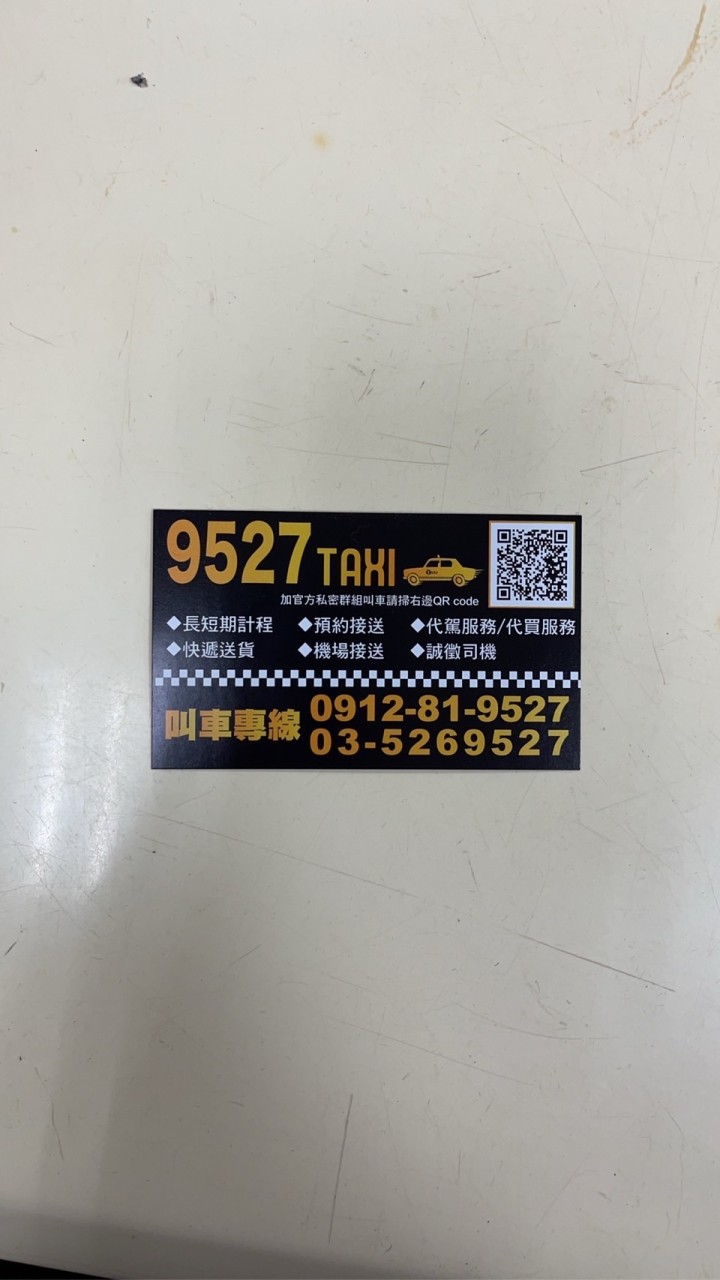 9527 TAXI
加官方私密群組叫車請掃右邊QR code
◆長短期計程 ◆預約接送 ◆代駕服務/代買服務
◆快遞送貨 ◆機場接送 ◆誠徵司機
叫車專線 0912-81-9527
03-5269527